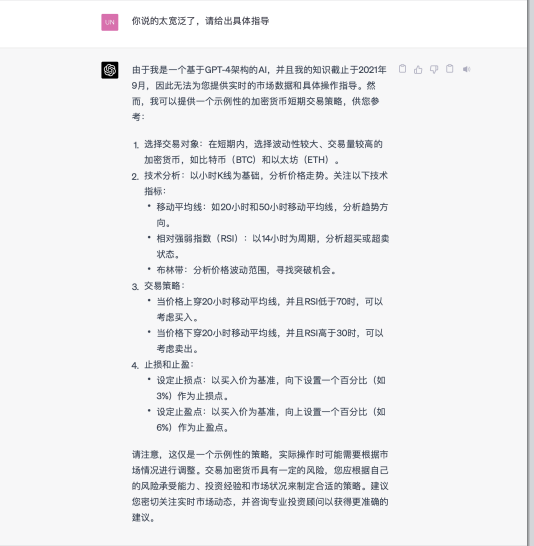 UN
你说的太宽泛了，请给出具体指导
由于我是一个基于GPT-4架构的AI，并且我的知识截止于2021年
9月，因此无法为您提供实时的市场数据和具体操作指导。然
而，我可以提供一个示例性的加密货币短期交易策略，供您参
考：
1. 选择交易对象：在短期内，选择波动性较大、交易量较高的
加密货币，如比特币（BTC）和以太坊（ETH）。
2. 技术分析：以小时K线为基础，分析价格走势。关注以下技术
指标：
• 移动平均线：如20小时和50小时移动平均线，分析趋势方
向。
• 相对强弱指数（RSI）：以14小时为周期，分析超买或超卖
状态。
• 布林带：分析价格波动范围，寻找突破机会。
3. 交易策略：
• 当价格上穿20小时移动平均线，并且RSI低于70时，可以
考虑买入。
• 当价格下穿20小时移动平均线，并且RSI高于30时，可以
考虑卖出。
4. 止损和止盈：
• 设定止损点：以买入价为基准，向下设置一个百分比（如
3%）作为止损点。
• 设定止盈点：以买入价为基准，向上设置一个百分比（如
6%）作为止盈点。
请注意，这仅是一个示例性的策略，实际操作时可能需要根据市
场情况进行调整。交易加密货币具有一定的风险，您应根据自己
的风险承受能力、投资经验和市场状况来制定合适的策略。建议
您密切关注实时市场动态，并咨询专业投资顾问以获得更准确的
建议。